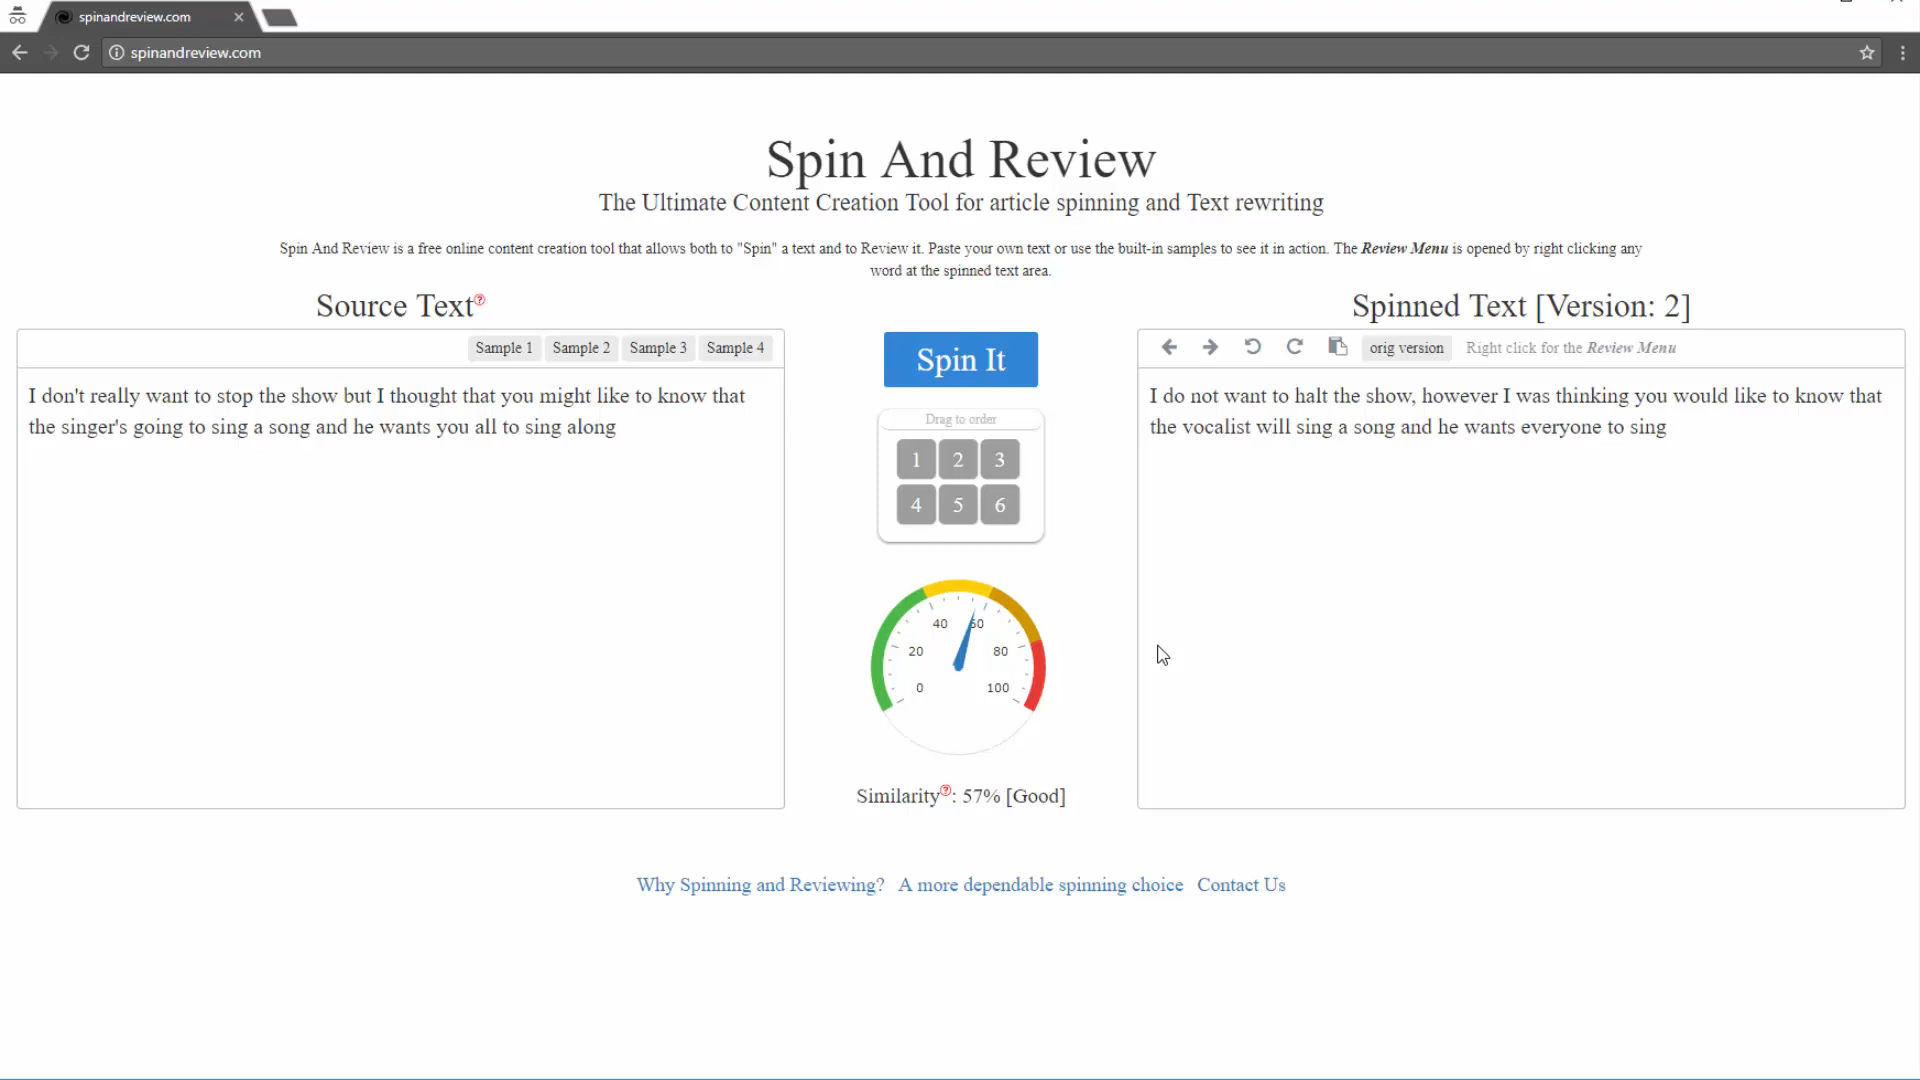 spinandreview.com
spinandreview.com
Spin And Review
The Ultimate Content Creation Tool for article spinning and Text rewriting
Spin And Review is a free online content creation tool that allows both to "Spin" a text and to Review it. Paste your own text or use the built-in samples to see it in action. The Review Menu is opened by right clicking any
word at the spinned text area.
Source Text?
Sample 1 Sample 2 Sample 3 Sample 4
I don't really want to stop the show but I thought that you might like to know that
the singer's going to sing a song and he wants you all to sing along
Spin It
Drag to order
1 2 3
4 5 6
40 60
20 80
0 100
Similarity?: 57% [Good]
Spinned Text [Version: 2]
orig version Right click for the Review Menu
I do not want to halt the show, however I was thinking you would like to know that
the vocalist will sing a song and he wants everyone to sing
Why Spinning and Reviewing? A more dependable spinning choice Contact Us